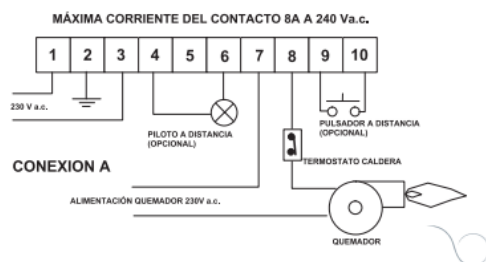 MÁXIMA CORRIENTE DEL CONTACTO 8A A 240 Va.c.
1 2 3 4 5 6 7 8 9 10
230 V a.c.
PILOTO A DISTANCIA
(OPCIONAL)
PULSADOR A DISTANCIA
(OPCIONAL)
TERMOSTATO CALDERA
CONEXION A
ALIMENTACIÓN QUEMADOR 230V a.c.
QUEMADOR